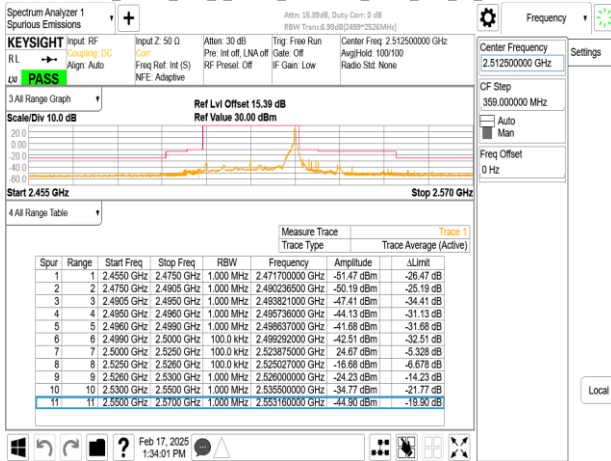 Spectrum Analyzer 1
Spurious Emissions
Attn: 15.39dB, Duty Corr: 0 dB
RBW Trans:6.99dB(2499~2526MHz)
Frequency
KEYSIGHT
Input: RF
Input Z: 50 Ω
Atten: 30 dB
Trig: Free Run
Center Freq: 2.512500000 GHz
RL
Coupling: DC
Corr
Pre: Int off, LNA off
Gate: Off
Avg|Hold: 100/100
Align: Auto
Freq Ref: Int (S)
RF Preset: Off
IF Gain: Low
Radio Std: None
LXI
PASS
NFE: Adaptive
Center Frequency
2.512500000 GHz
Settings
CF Step
359.000000 MHz
Auto
Man
Freq Offset
0 Hz
Local
3 All Range Graph
Scale/Div 10.0 dB
Ref Lvl Offset 15.39 dB
Ref Value 30.00 dBm
20.0
0.00
-20.0
-40.0
Start 2.455 GHz
Stop 2.570 GHz
4 All Range Table
Measure Trace Trace 1
Trace Type Trace Average (Active)
Spur Range Start Freq Stop Freq RBW Frequency Amplitude ΔLimit
1 1 2.4550 GHz 2.4750 GHz 1.000 MHz 2.471700000 GHz -51.47 dBm -26.47 dB
2 2 2.4750 GHz 2.4905 GHz 1.000 MHz 2.490236500 GHz -50.19 dBm -25.19 dB
3 3 2.4905 GHz 2.4950 GHz 1.000 MHz 2.493821000 GHz -47.41 dBm -34.41 dB
4 4 2.4950 GHz 2.4960 GHz 1.000 MHz 2.495736000 GHz -44.13 dBm -31.13 dB
5 5 2.4960 GHz 2.4990 GHz 1.000 MHz 2.498637000 GHz -41.68 dBm -31.68 dB
6 6 2.4990 GHz 2.5000 GHz 100.0 kHz 2.499292000 GHz -42.51 dBm -32.51 dB
7 7 2.5000 GHz 2.5250 GHz 100.0 kHz 2.523875000 GHz 24.67 dBm -5.328 dB
8 8 2.5250 GHz 2.5260 GHz 100.0 kHz 2.525027000 GHz -16.68 dBm -6.678 dB
9 9 2.5260 GHz 2.5300 GHz 1.000 MHz 2.526000000 GHz -24.23 dBm -14.23 dB
10 10 2.5300 GHz 2.5500 GHz 1.000 MHz 2.535500000 GHz -34.77 dBm -21.77 dB
11 11 2.5500 GHz 2.5700 GHz 1.000 MHz 2.553160000 GHz -44.90 dBm -19.90 dB
Feb 17, 2025
1:34:01 PM